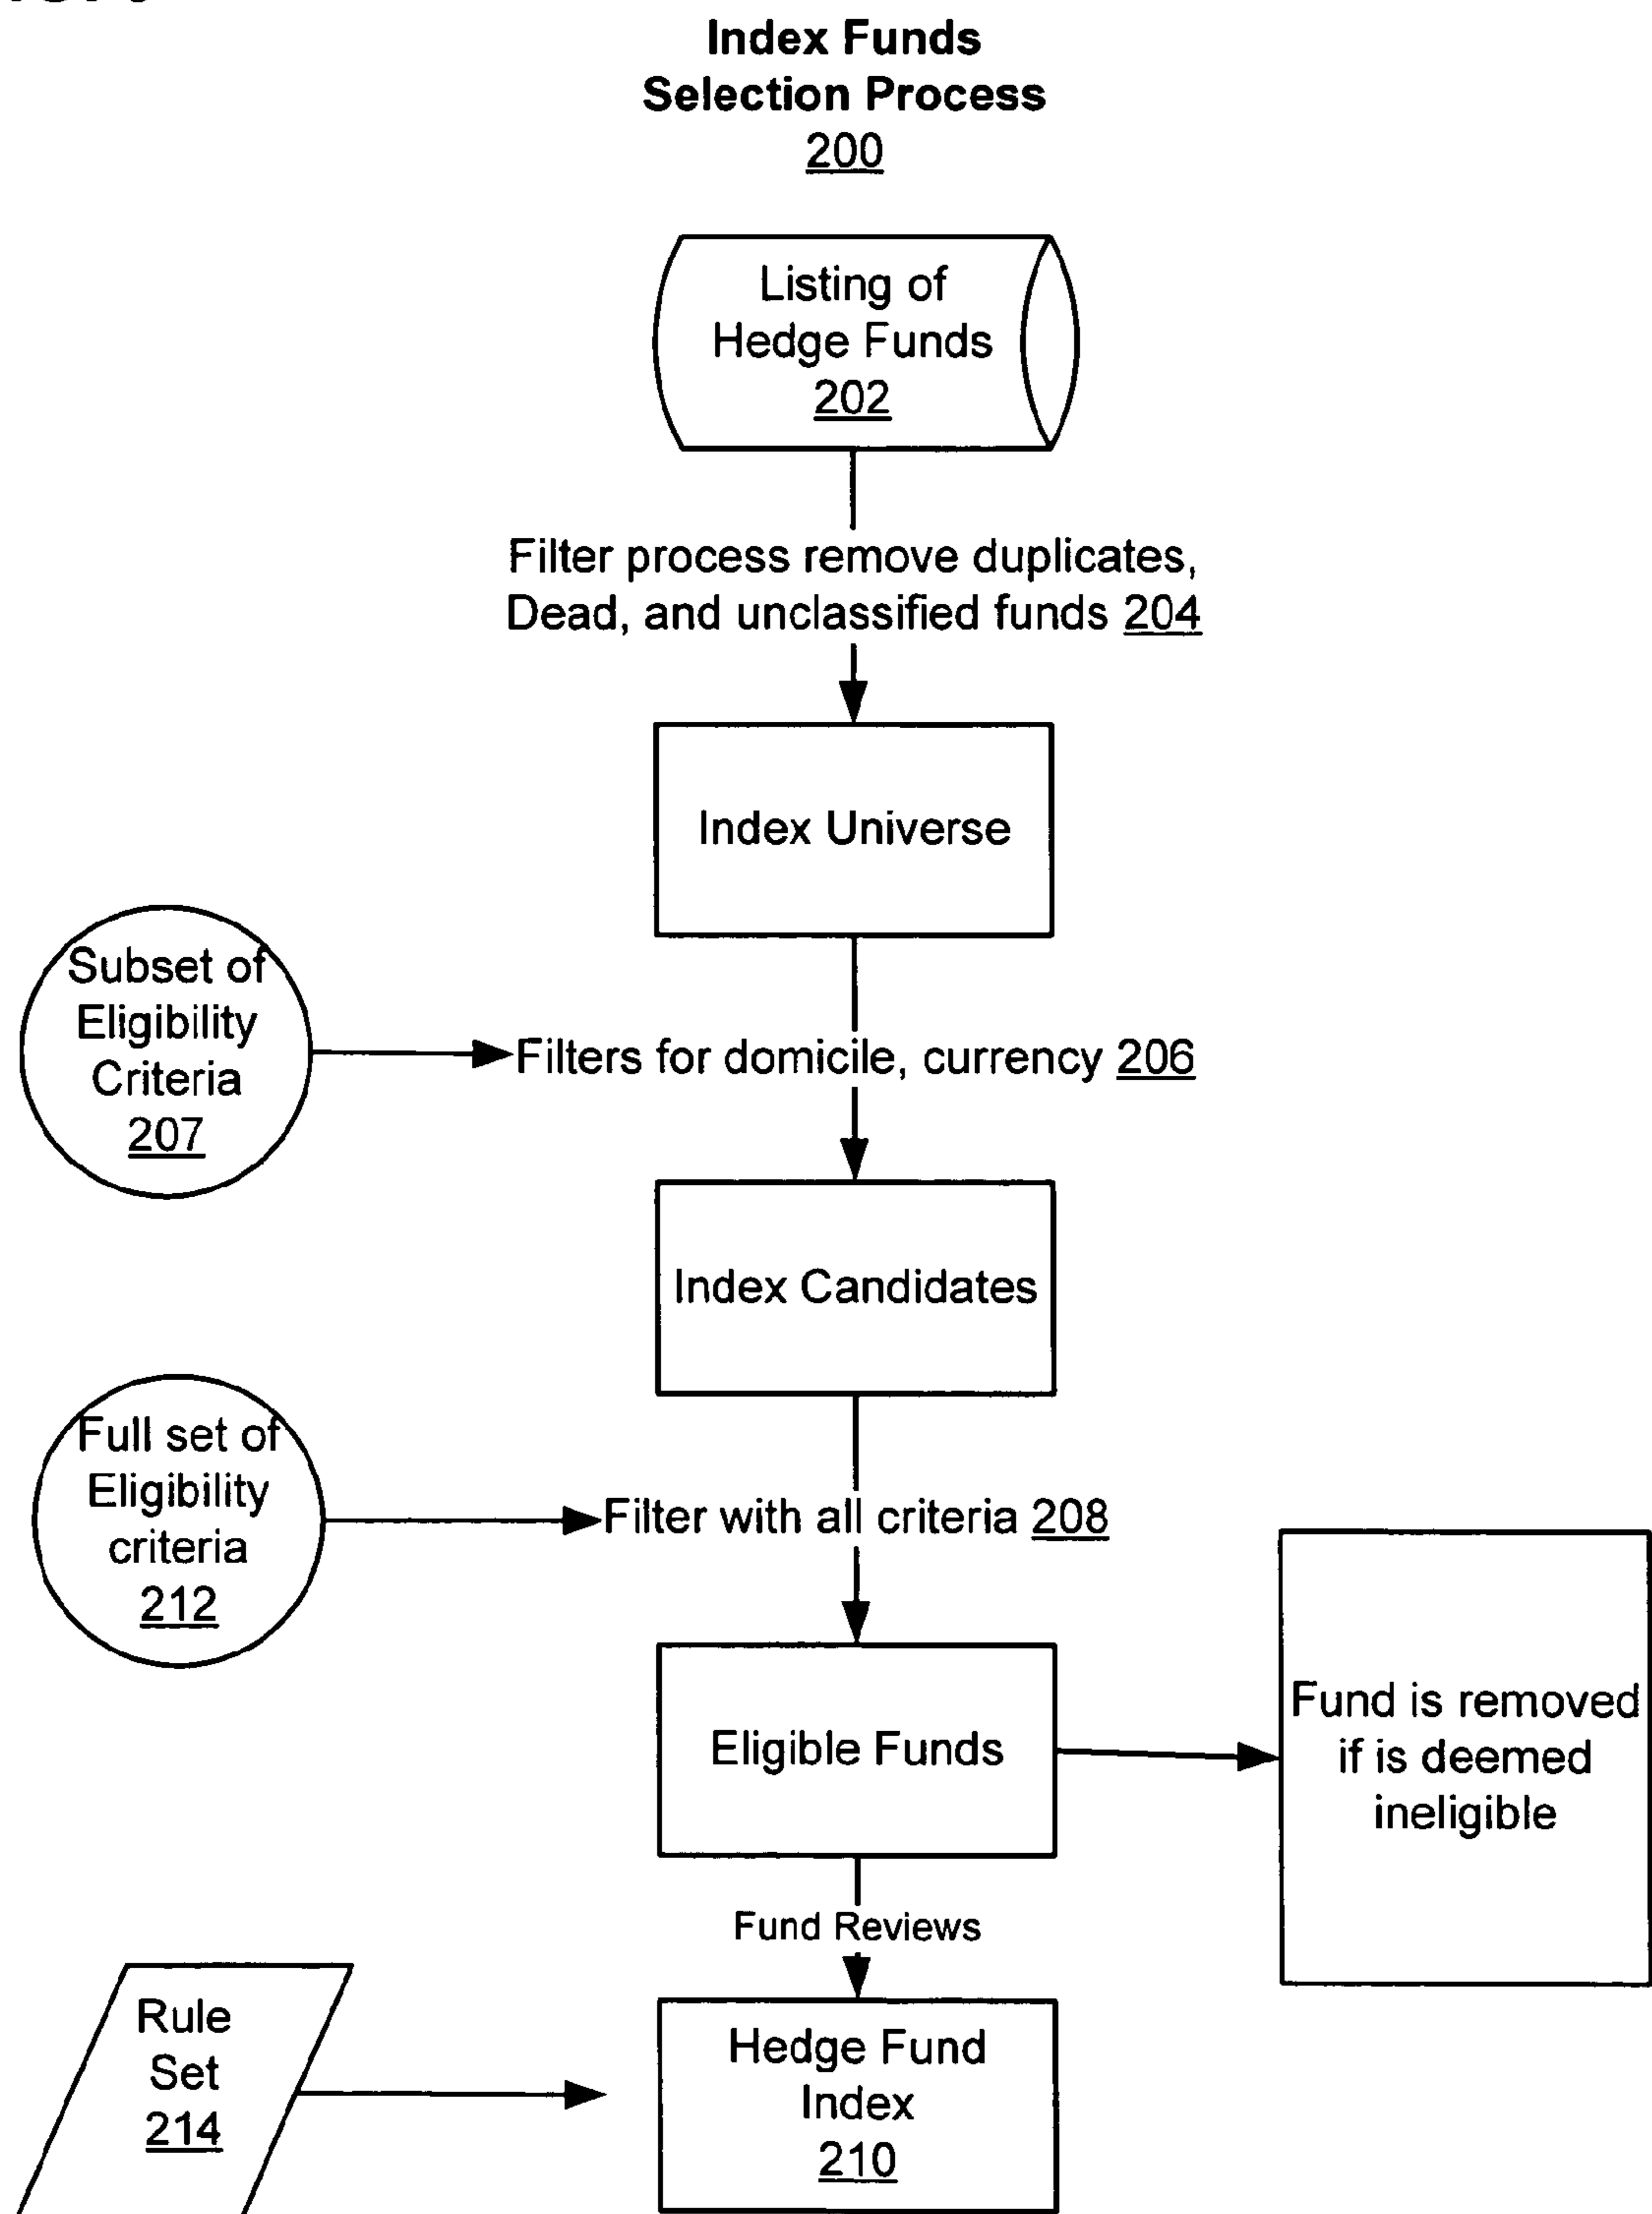 Index Funds
Selection Process
200
Listing of
Hedge Funds
202
Filter process remove duplicates,
Dead, and unclassified funds 204
Index Universe
Subset of
Eligibility
Criteria
207
Filters for domicile, currency 206
Index Candidates
Full set of
Eligibility
criteria
212
Filter with all criteria 208
Eligible Funds
Fund is removed
if is deemed
ineligible
Fund Reviews
Rule
Set
214
Hedge Fund
Index
210